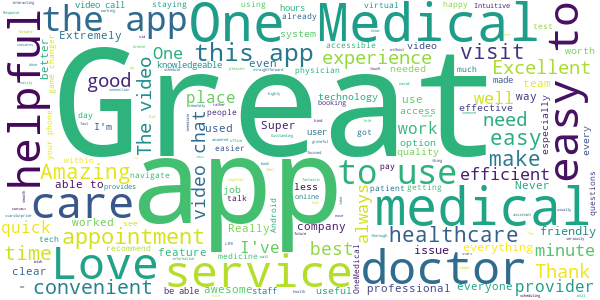 video call
staying
using
hours
virtual
happy
Intuitive
the app
One Medical
Extremely
already
test
better
One
system
accessible
video
worth
game changer
knowledgeable
this app
even
physician
straightforward
needed
much
made
visit
Excellent
easy to
helpful
good
place
experience
team
your phone
day
I'm
The video
used
people
technology
booking
use
well
way
effective
especially
every
Great
Super
user
access
work
need
easy
easier
option
grateful
got
quality
make
Amazing
within
able to
provides
navigate
video chat
app
to use
efficient
Never
job
less
pay
patient
getting
medical
questions
care
talk
online
Android
always
healthcare
friendly
quick
worked
see
Really
company
issue
everything
minute
appointment
tech
recommend
I've
best
time
feature
medicine
OneMedical
Thank
clear
Love
service
doctor
convenient
be able
awesome
staff
useful
professional
everyone
provider
scheduling